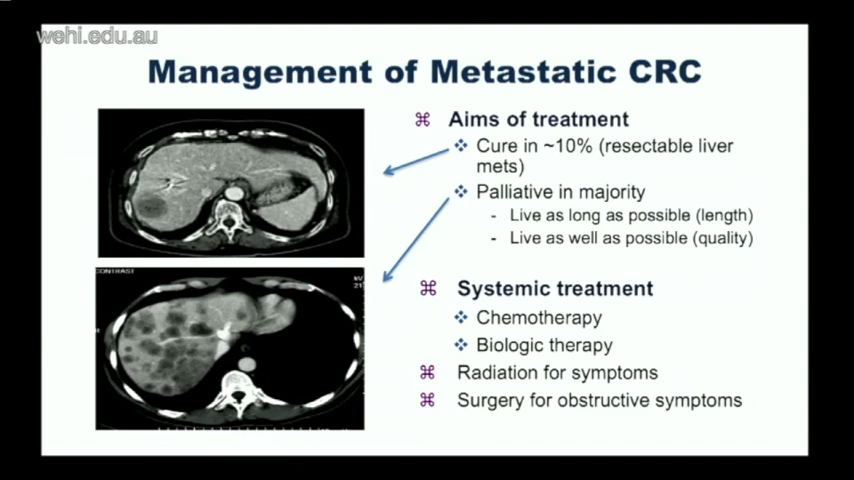 wehi.edu.au
Management of Metastatic CRC
Aims of treatment
Cure in ~10% (resectable liver
mets)
Palliative in majority
- Live as long as possible (length)
- Live as well as possible (quality)
CONTRAST
kV
21
Systemic treatment
Chemotherapy
Biologic therapy
Radiation for symptoms
Surgery for obstructive symptoms